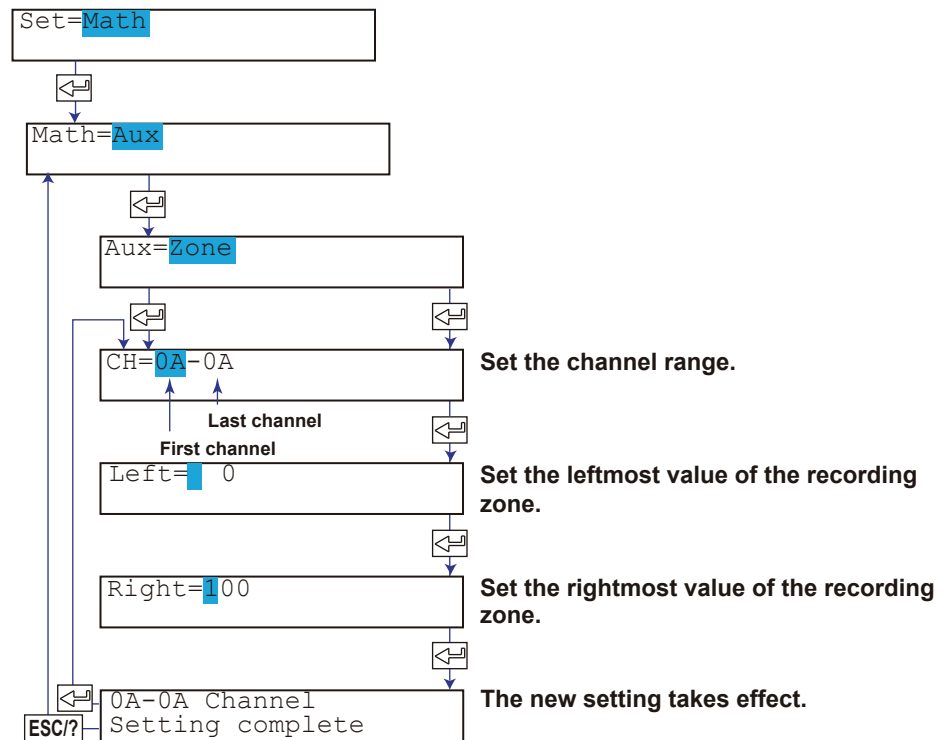 Set=Math
Math=Aux
Aux=Zone
CH=0A-0A
Set the channel range.
Last channel
First channel
Left=  0
Set the leftmost value of the recording
zone.
Right=100
Set the rightmost value of the recording
zone.
0A-0A Channel
Setting complete
The new setting takes effect.
ESC/?